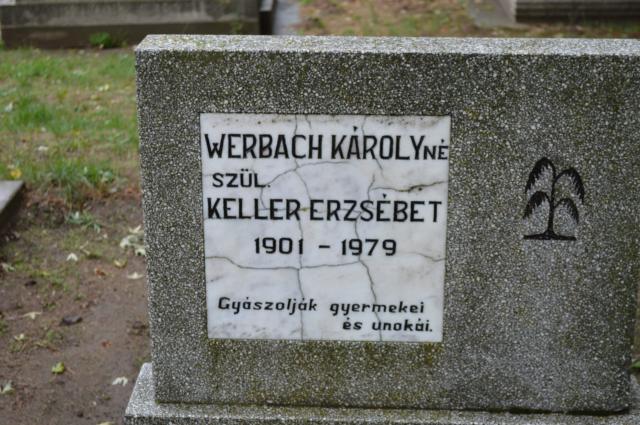 WERBACH KÁROLYNÉ
SZÜL.
KELLER ERZSÉBET
1901 - 1979
Gyászolják gyermekei
és unokái.